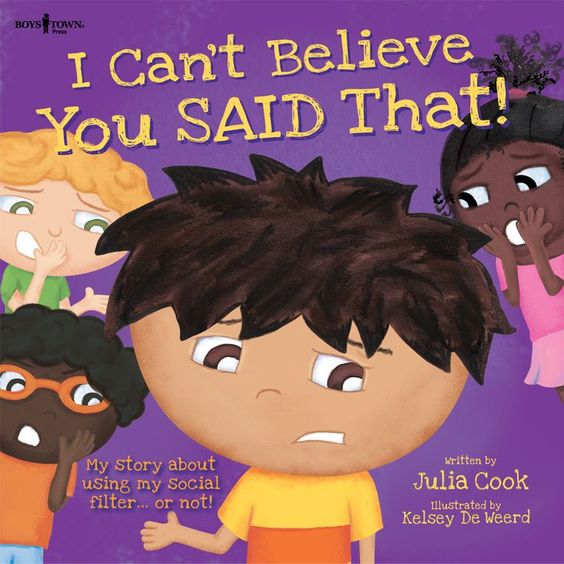 BOYS TOWN®
Press
I Can't Believe
You SAID That!
My story about
using my social
filter... or not!
written by
Julia Cook
Illustrated by
Kelsey De Weerd